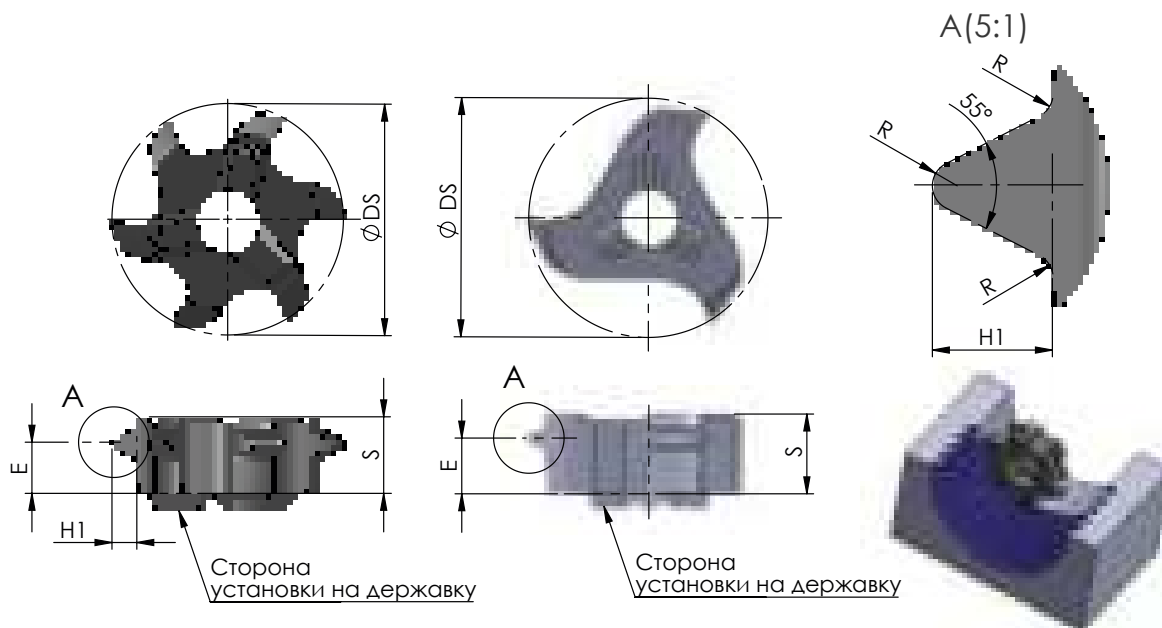 A(5:1)
R
55°
R
R
H1
Ø DS
Ø DS
A
E
S
H1
Сторона
установки на державку
A
E
S
Сторона
установки на державку